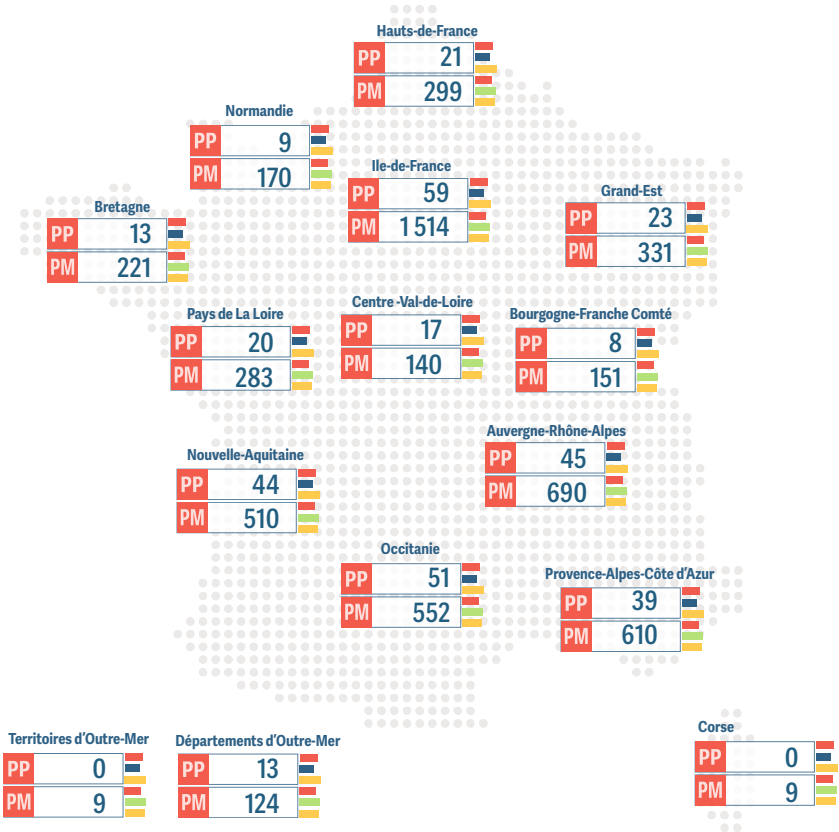 Hauts-de-France
PP 21
PM 299
Normandie
PP 9
PM 170
Ile-de-France
PP 59
PM 1 514
Grand-Est
PP 23
PM 331
Bretagne
PP 13
PM 221
Pays de La Loire
PP 20
PM 283
Centre -Val-de-Loire
PP 17
PM 140
Bourgogne-Franche Comté
PP 8
PM 151
Auvergne-Rhône-Alpes
PP 45
PM 690
Nouvelle-Aquitaine
PP 44
PM 510
Occitanie
PP 51
PM 552
Provence-Alpes-Côte d'Azur
PP 39
PM 610
Territoires d'Outre-Mer
PP 0
PM 9
Départements d'Outre-Mer
PP 13
PM 124
Corse
PP 0
PM 9